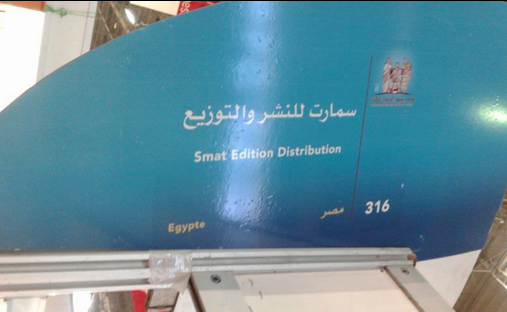 سمارت للنشر والتوزيع
Smat Edition Distribution
316
مصر
Egypte